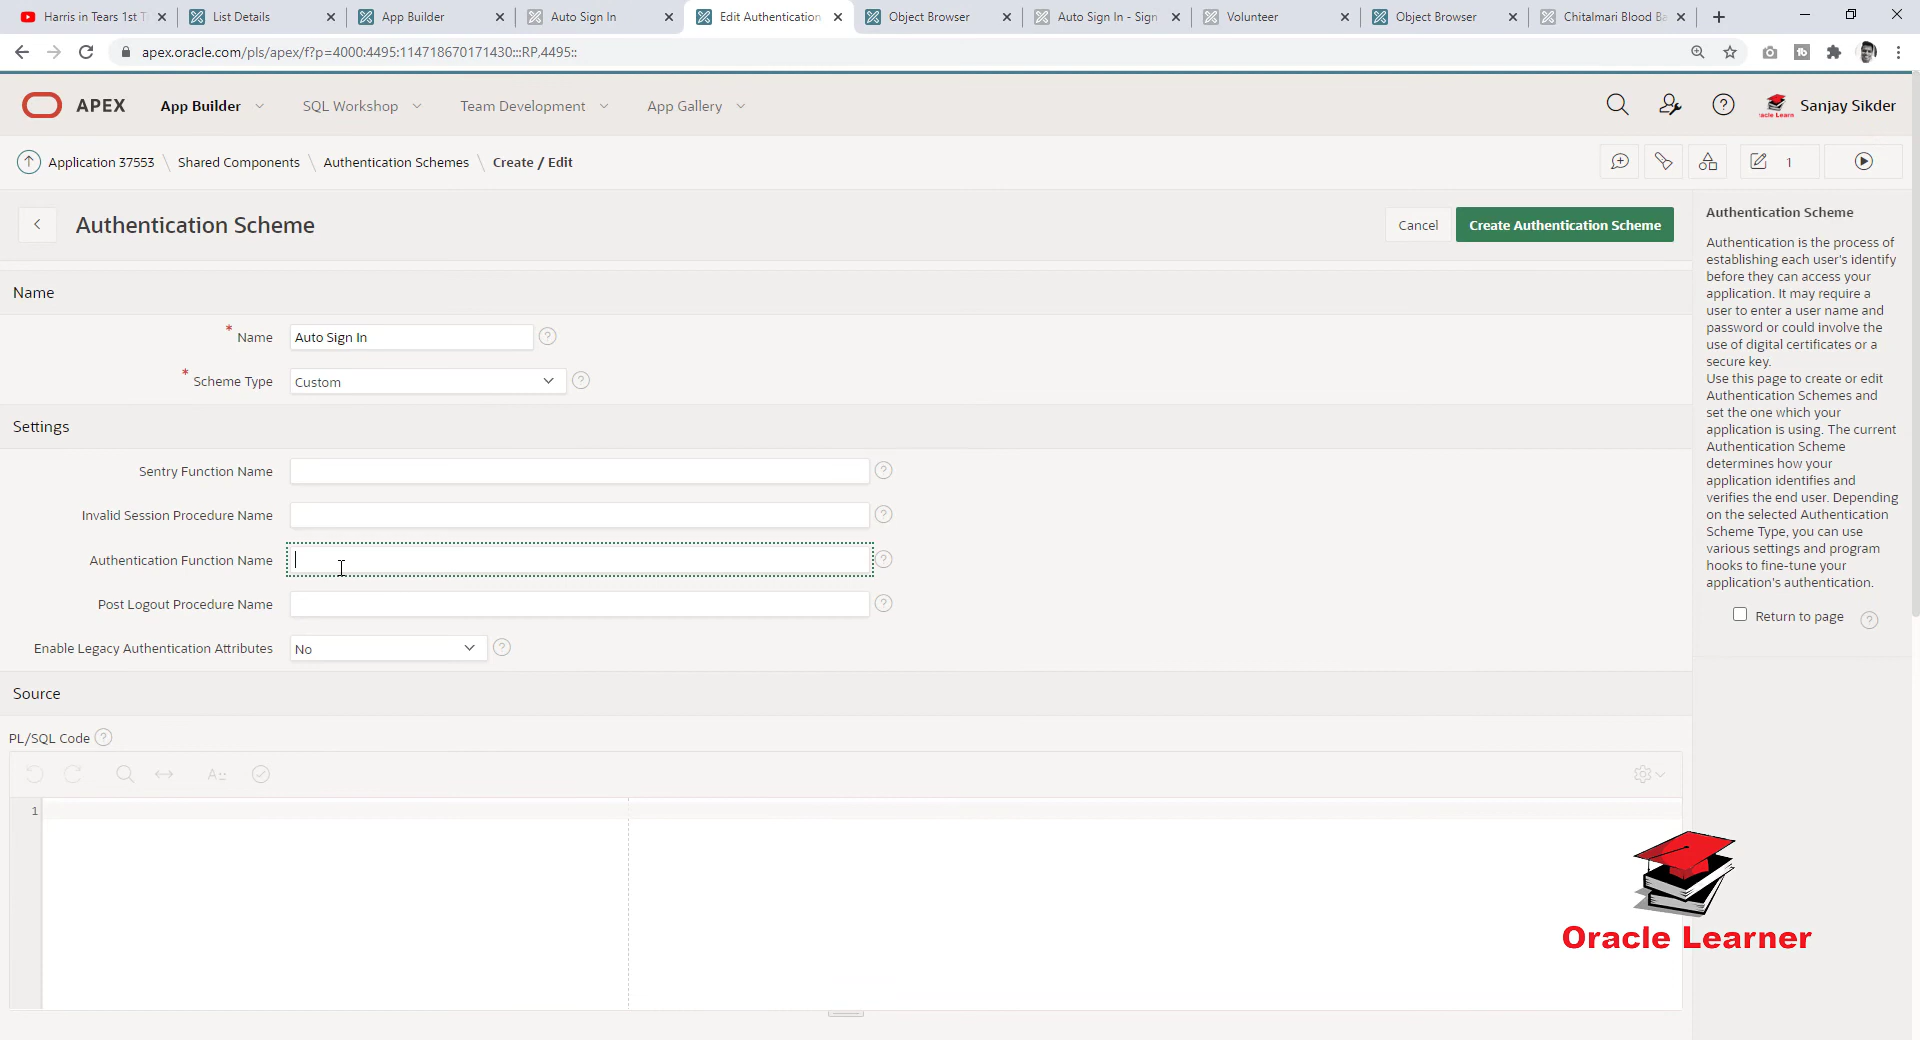 Harris in Tears 1st T
List Details
App Builder
Auto Sign In
Edit Authentication
Object Browser
Auto Sign In - Sign
Volunteer
Object Browser
Chitalmari Blood Ba
apex.oracle.com/pls/apex/f?p=4000:4495:114718670171430:::RP,4495::
APEX
App Builder
SQL Workshop
Team Development
App Gallery
Sanjay Sikder
Application 37553 \ Shared Components \ Authentication Schemes \ Create / Edit
1
Authentication Scheme
Cancel
Create Authentication Scheme
Name
* Name
Auto Sign In
* Scheme Type
Custom
Settings
Sentry Function Name
Invalid Session Procedure Name
Authentication Function Name
Post Logout Procedure Name
Enable Legacy Authentication Attributes
No
Source
PL/SQL Code
1
Authentication Scheme
Authentication is the process of
establishing each user's identify
before they can access your
application. It may require a
user to enter a user name and
password or could involve the
use of digital certificates or a
secure key.
Use this page to create or edit
Authentication Schemes and
set the one which your
application is using. The current
Authentication Scheme
determines how your
application identifies and
verifies the end user. Depending
on the selected Authentication
Scheme Type, you can use
various settings and program
hooks to fine-tune your
application's authentication.
Return to page
Oracle Learner